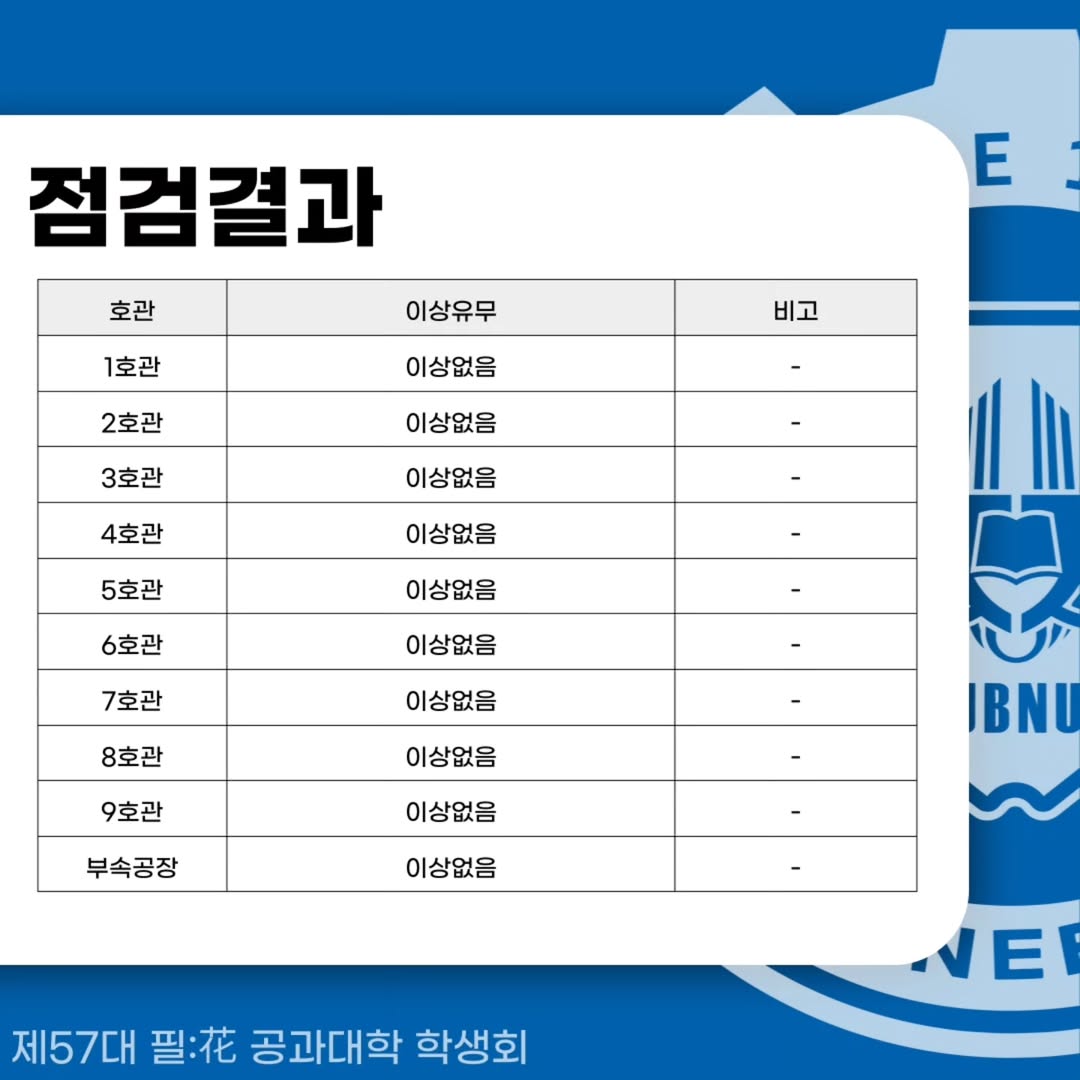 점검결과
호관 이상유무 비고
1호관 이상없음 -
2호관 이상없음 -
3호관 이상없음 -
4호관 이상없음 -
5호관 이상없음 -
6호관 이상없음 -
7호관 이상없음 -
8호관 이상없음 -
9호관 이상없음 -
부속공장 이상없음 -
제57대 필:花 공과대학 학생회